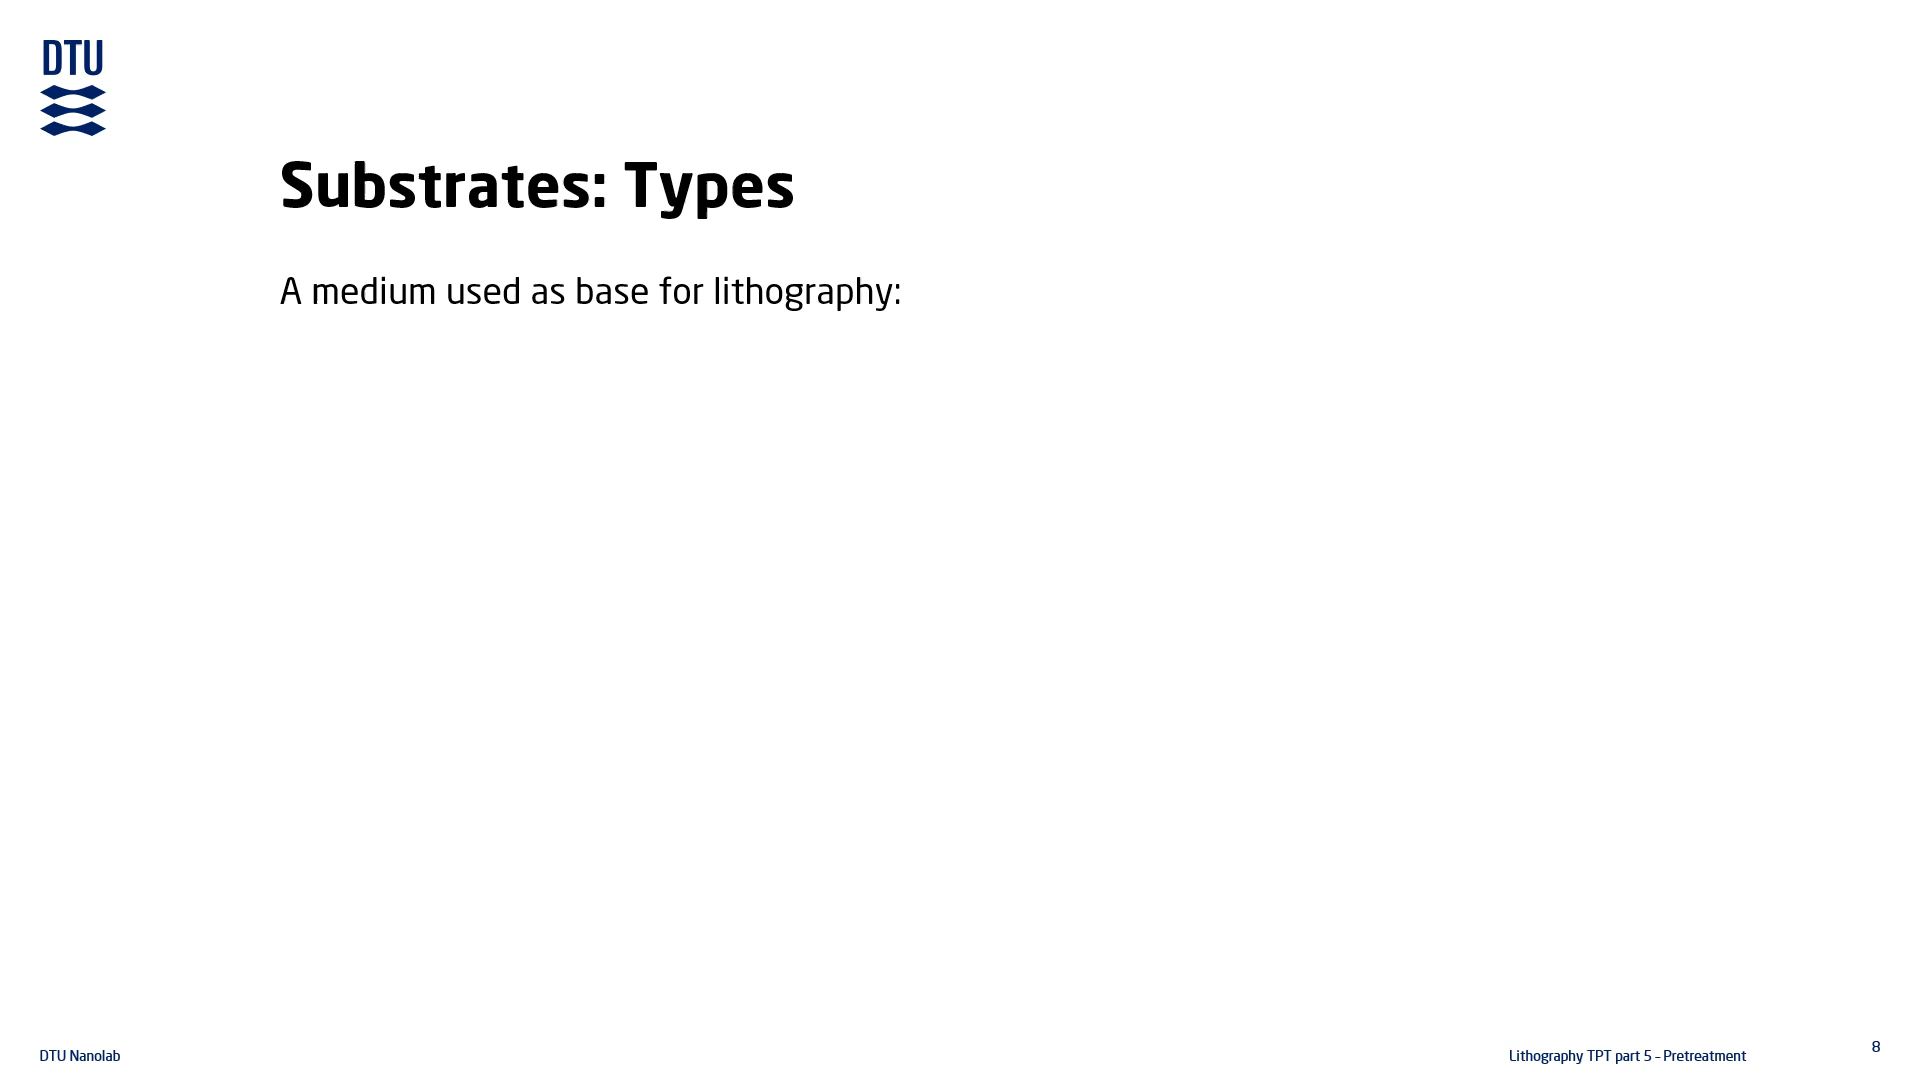 DTU
Substrates: Types
A medium used as base for lithography:
DTU Nanolab
Lithography TPT part 5 – Pretreatment
8